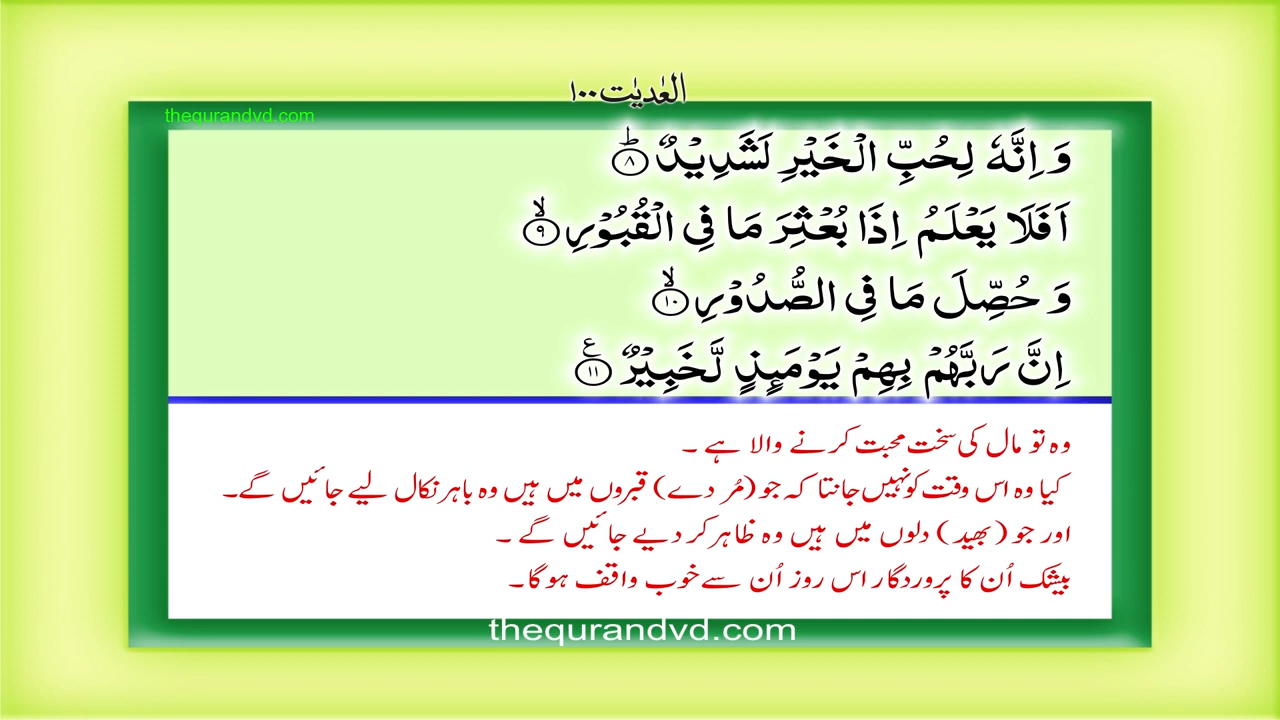 العٰدیٰت ۱۰۰
thequrandvd.com
وَ اِنَّهٗ لِحُبِّ الْخَیْرِ لَشَدِیْدٌ ؕ﴿۸﴾
اَفَلَا یَعْلَمُ اِذَا بُعْثِرَ مَا فِی الْقُبُوْرِ ۙ﴿۹﴾
وَ حُصِّلَ مَا فِی الصُّدُوْرِ ۙ﴿۱۰﴾
اِنَّ رَبَّهُمْ بِهِمْ یَوْمَىِٕذٍ لَّخَبِیْرٌ ﴿۱۱﴾ ع
وہ تو مال کی سخت محبت کرنے والا ہے ۔
کیا وہ اس وقت کو نہیں جانتا کہ جو (مُر دے) قبروں میں ہیں وہ باہر نکال لیے جائیں گے۔
اور جو (بھید) دلوں میں ہیں وہ ظاہر کر دیے جائیں گے ۔
بیشک اُن کا پروردگار اس روز اُن سے خوب واقف ہو گا۔
thequrandvd.com